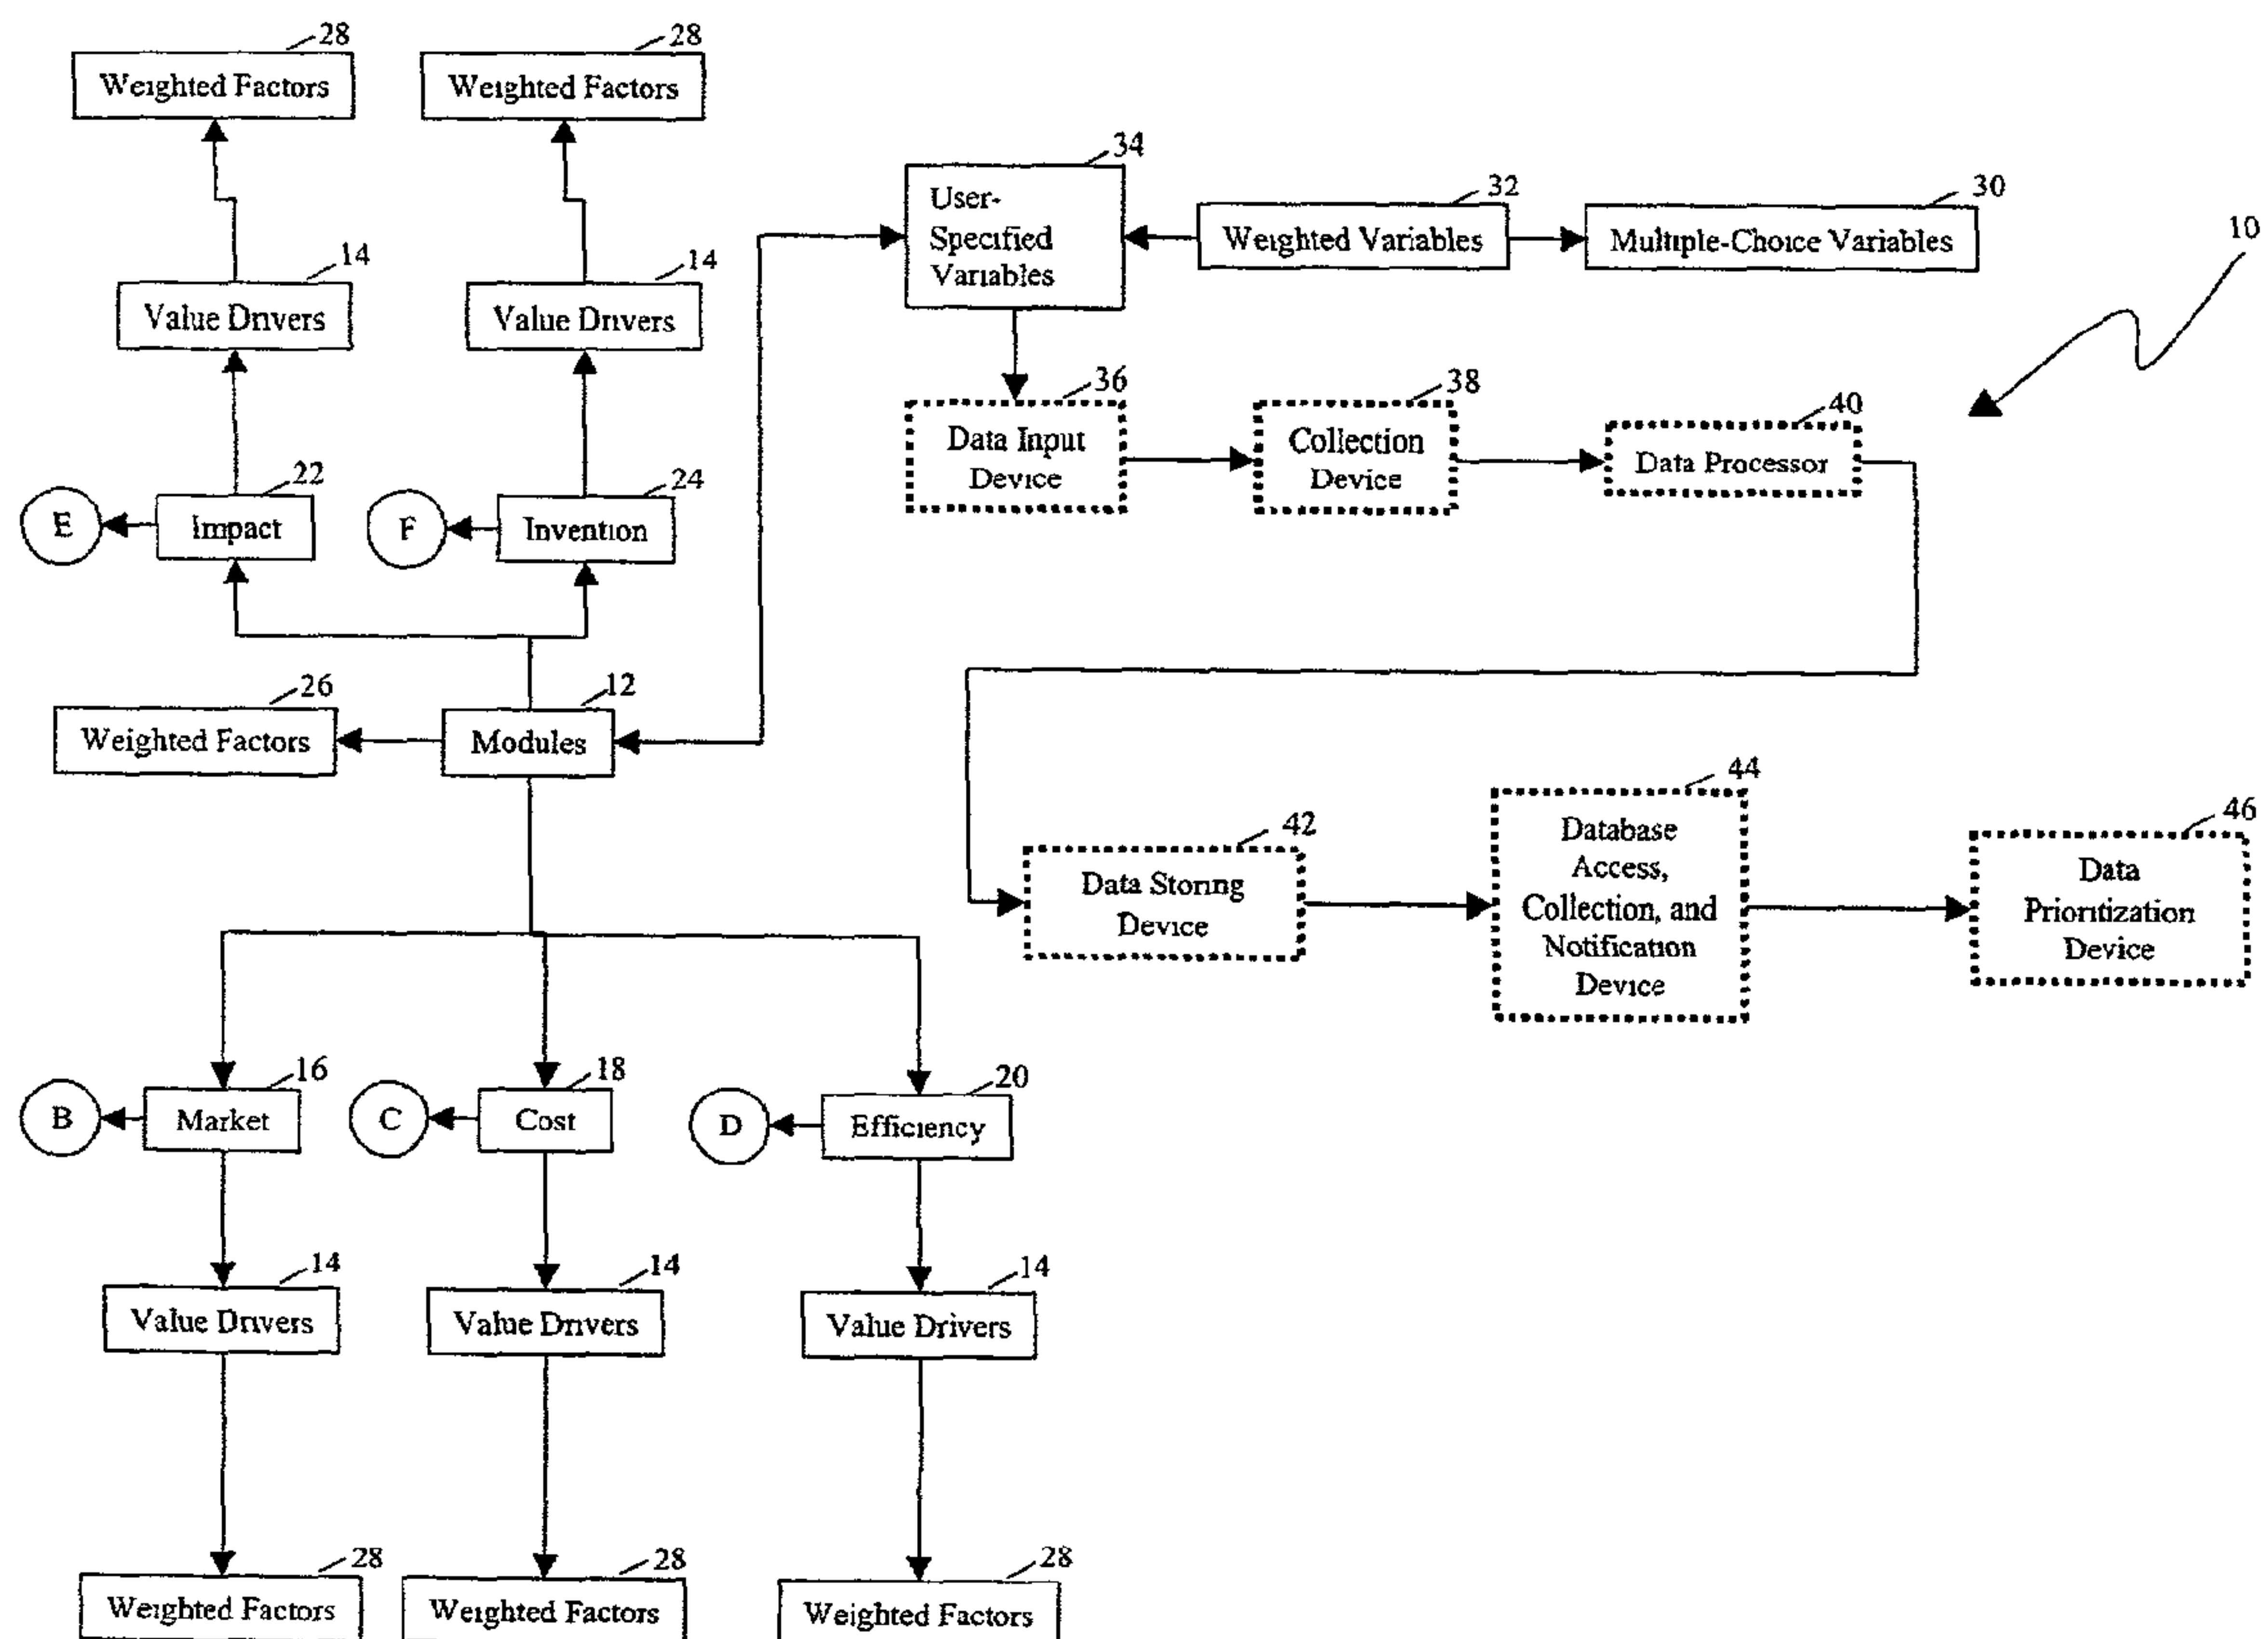 28
Weighted Factors
28
Weighted Factors
34
User-
Specified
Variables
32
Weighted Variables
30
Multiple-Choice Variables
10
14
Value Drivers
14
Value Drivers
36
Data Input
Device
38
Collection
Device
40
Data Processor
22
E
Impact
24
F
Invention
26
Weighted Factors
12
Modules
42
Data Storing
Device
44
Database
Access,
Collection, and
Notification
Device
46
Data
Prioritization
Device
16
B
Market
18
C
Cost
20
D
Efficiency
14
Value Drivers
14
Value Drivers
14
Value Drivers
28
Weighted Factors
28
Weighted Factors
28
Weighted Factors